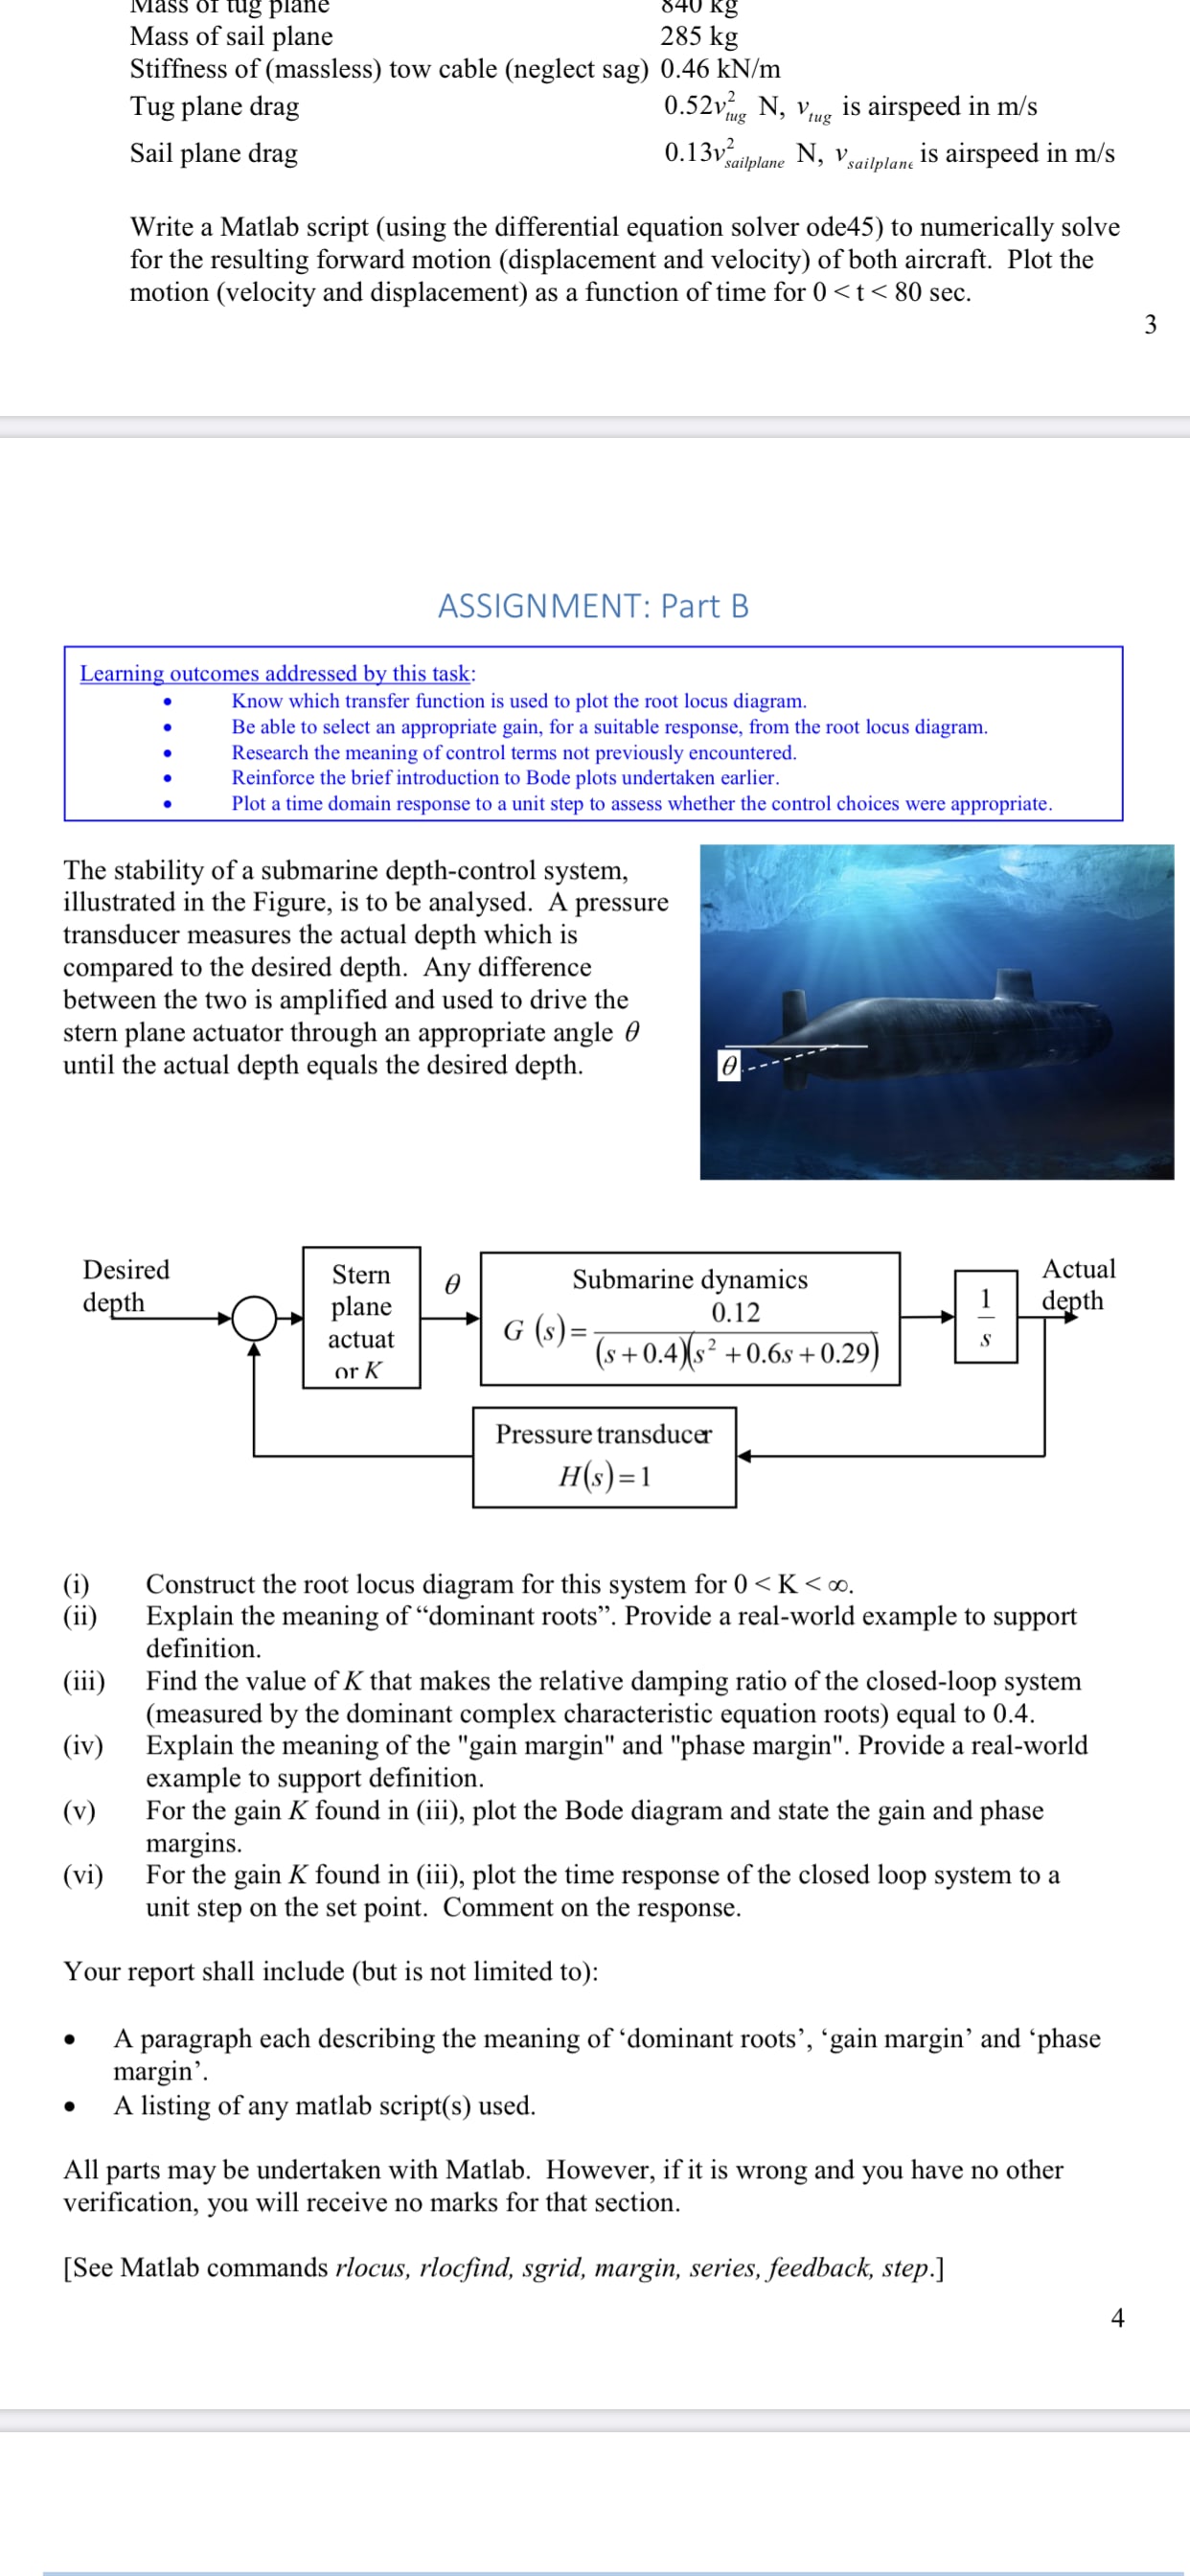 Mass of tug plane 840 kg
Mass of sail plane 285 kg
Stiffness of (massless) tow cable (neglect sag) 0.46 kN/m
Tug plane drag 0.52v²tug N, vtug is airspeed in m/s
Sail plane drag 0.13v²sailplane N, vsailplane is airspeed in m/s
Write a Matlab script (using the differential equation solver ode45) to numerically solve
for the resulting forward motion (displacement and velocity) of both aircraft. Plot the
motion (velocity and displacement) as a function of time for 0 < t < 80 sec.
3
ASSIGNMENT: Part B
Learning outcomes addressed by this task:
• Know which transfer function is used to plot the root locus diagram.
• Be able to select an appropriate gain, for a suitable response, from the root locus diagram.
• Research the meaning of control terms not previously encountered.
• Reinforce the brief introduction to Bode plots undertaken earlier.
• Plot a time domain response to a unit step to assess whether the control choices were appropriate.
The stability of a submarine depth-control system,
illustrated in the Figure, is to be analysed. A pressure
transducer measures the actual depth which is
compared to the desired depth. Any difference
between the two is amplified and used to drive the
stern plane actuator through an appropriate angle θ
until the actual depth equals the desired depth.
θ
Desired
depth
Stern
plane
actuat
or K
θ
Submarine dynamics
G (s)= 0.12 / (s+0.4)(s² +0.6s+0.29)
1
s
Actual
depth
Pressure transducer
H(s)=1
(i) Construct the root locus diagram for this system for 0 < K < ∞.
(ii) Explain the meaning of “dominant roots”. Provide a real-world example to support
definition.
(iii) Find the value of K that makes the relative damping ratio of the closed-loop system
(measured by the dominant complex characteristic equation roots) equal to 0.4.
(iv) Explain the meaning of the "gain margin" and "phase margin". Provide a real-world
example to support definition.
(v) For the gain K found in (iii), plot the Bode diagram and state the gain and phase
margins.
(vi) For the gain K found in (iii), plot the time response of the closed loop system to a
unit step on the set point. Comment on the response.
Your report shall include (but is not limited to):
• A paragraph each describing the meaning of ‘dominant roots’, ‘gain margin’ and ‘phase
margin’.
• A listing of any matlab script(s) used.
All parts may be undertaken with Matlab. However, if it is wrong and you have no other
verification, you will receive no marks for that section.
[See Matlab commands rlocus, rlocfind, sgrid, margin, series, feedback, step.]
4